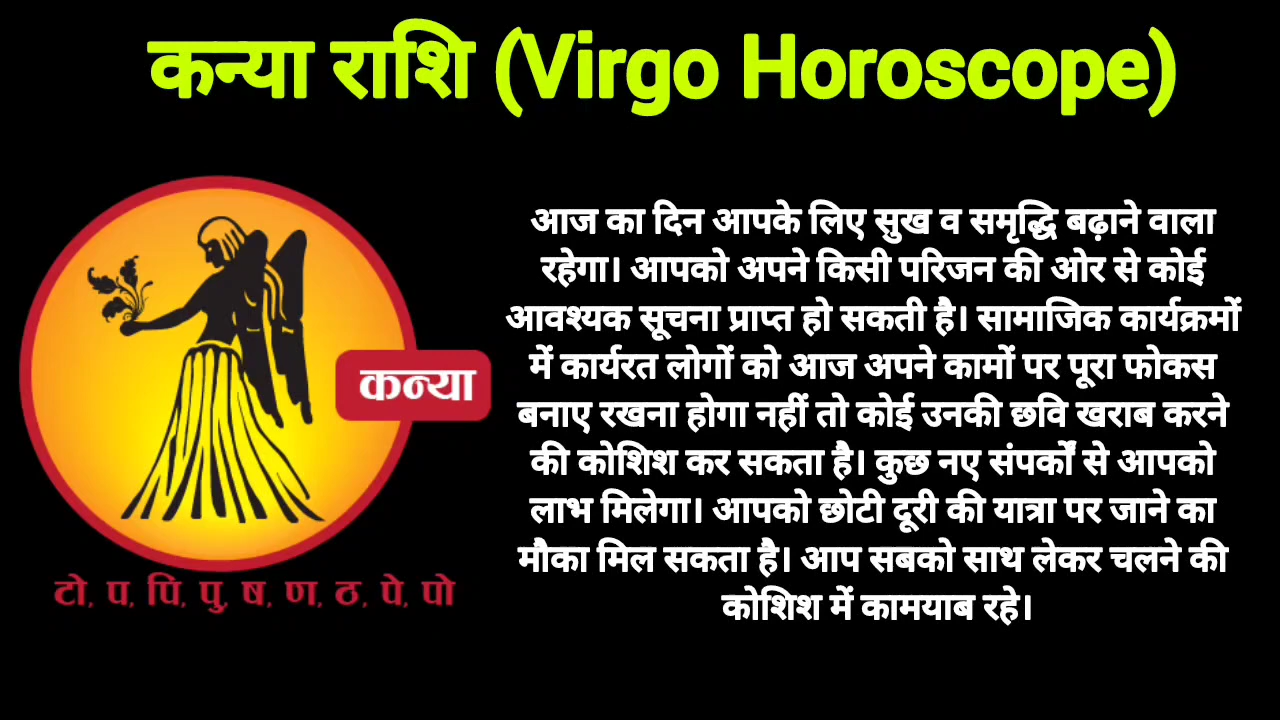 कन्या राशि (Virgo Horoscope)
कन्या
टो, प, पि, पु, ष, ण, ठ, पे, पो
आज का दिन आपके लिए सुख व समृद्धि बढ़ाने वाला
रहेगा। आपको अपने किसी परिजन की ओर से कोई
आवश्यक सूचना प्राप्त हो सकती है। सामाजिक कार्यक्रमों
में कार्यरत लोगों को आज अपने कामों पर पूरा फोकस
बनाए रखना होगा नहीं तो कोई उनकी छवि खराब करने
की कोशिश कर सकता है। कुछ नए संपर्कों से आपको
लाभ मिलेगा। आपको छोटी दूरी की यात्रा पर जाने का
मौका मिल सकता है। आप सबको साथ लेकर चलने की
कोशिश में कामयाब रहे।